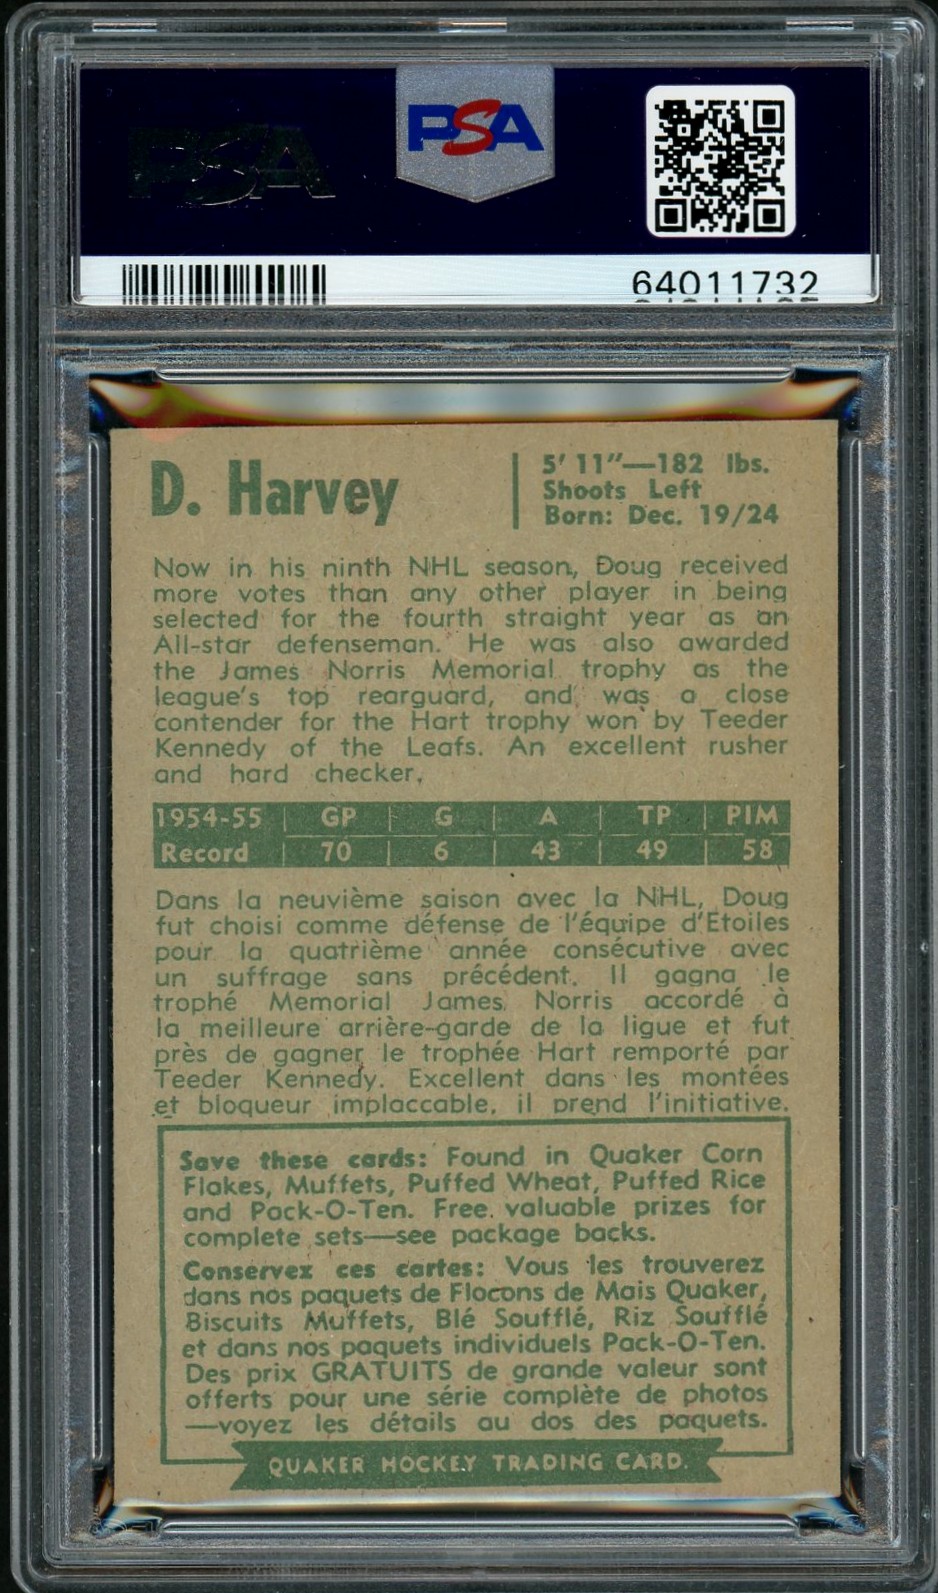 PSA
PSA
64011732
D. Harvey
5' 11"—182 lbs.
Shoots Left
Born: Dec. 19/24
Now in his ninth NHL season, Doug received
more votes than any other player in being
selected for the fourth straight year as an
All-star defenseman. He was also awarded
the James Norris Memorial trophy as the
league's top rearguard, and was a close
contender for the Hart trophy won by Teeder
Kennedy of the Leafs. An excellent rusher
and hard checker.
1954-55 | GP | G | A | TP | PIM
Record | 70 | 6 | 43 | 49 | 58
Dans la neuvième saison avec la NHL, Doug
fut choisi comme défense de l'équipe d'Etoiles
pour la quatrième année consécutive avec
un suffrage sans précédent. Il gagna le
trophé Memorial James Norris accordé à
la meilleure arrière-garde de la ligue et fut
près de gagner le trophée Hart remporté par
Teeder Kennedy. Excellent dans les montées
et bloqueur implaccable, il prend l'initiative.
Save these cards: Found in Quaker Corn
Flakes, Muffets, Puffed Wheat, Puffed Rice
and Pack-O-Ten. Free valuable prizes for
complete sets—see package backs.
Conservez ces cartes: Vous les trouverez
dans nos paquets de Flocons de Mais Quaker,
Biscuits Muffets, Blé Soufflé, Riz Soufflé
et dans nos paquets individuels Pack-O-Ten.
Des prix GRATUITS de grande valeur sont
offerts pour une série complète de photos
—voyez les détails au dos des paquets.
QUAKER HOCKEY TRADING CARD.